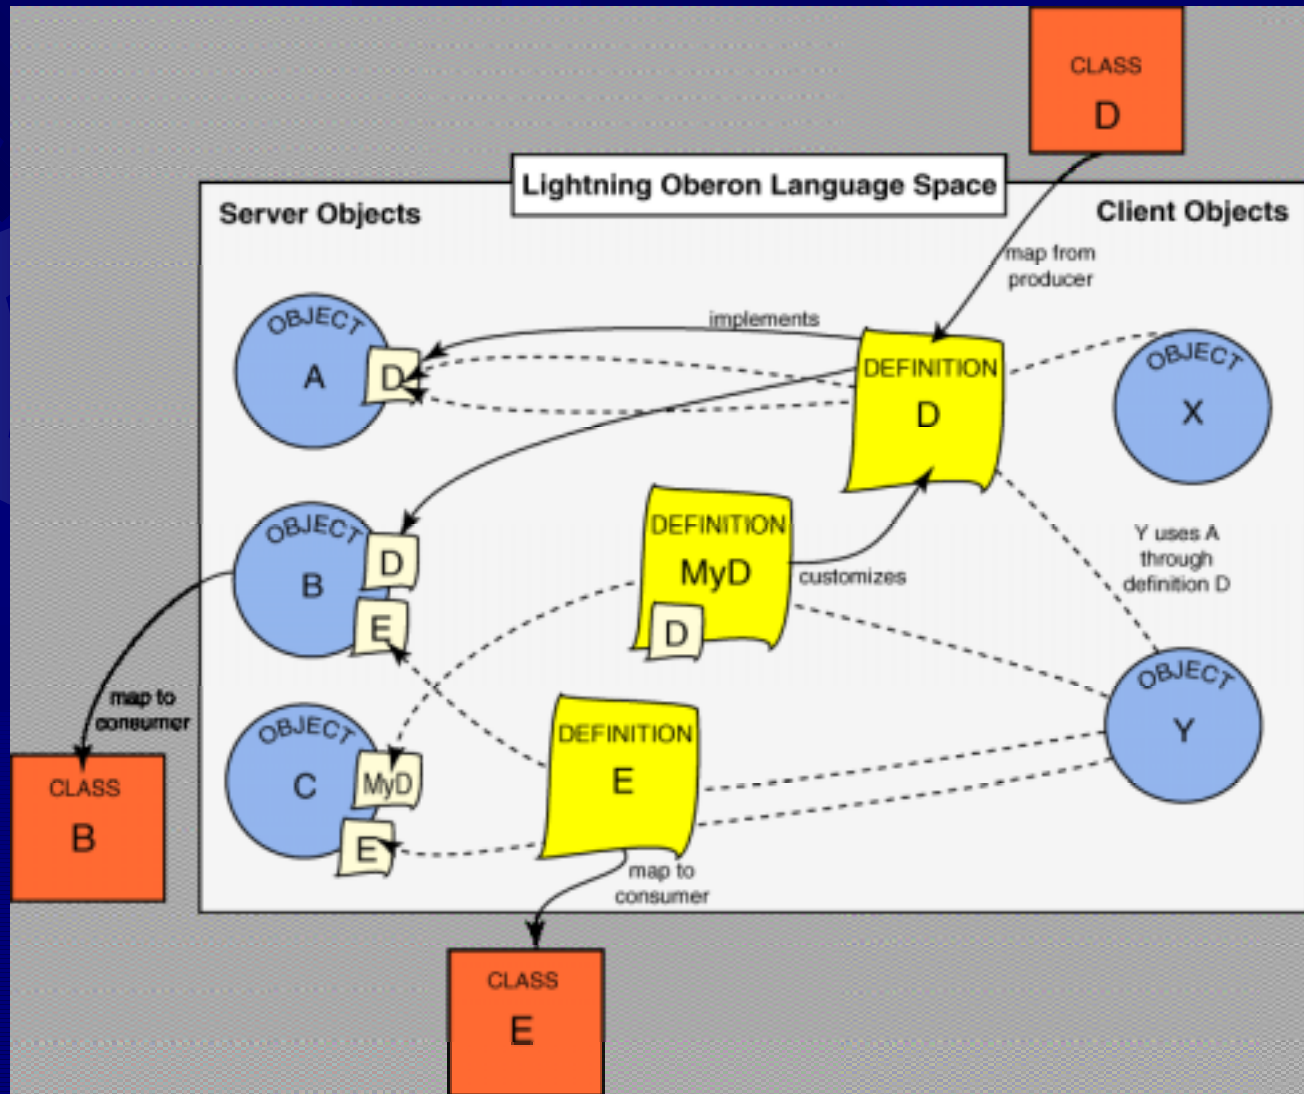 CLASS
D
Lightning Oberon Language Space
Server Objects
Client Objects
map from
producer
implements
OBJECT
A
D
DEFINITION
D
OBJECT
X
OBJECT
B
D
E
DEFINITION
MyD
D
customizes
Y uses A
through
definition D
map to
consumer
OBJECT
C
MyD
E
DEFINITION
E
OBJECT
Y
CLASS
B
map to
consumer
CLASS
E